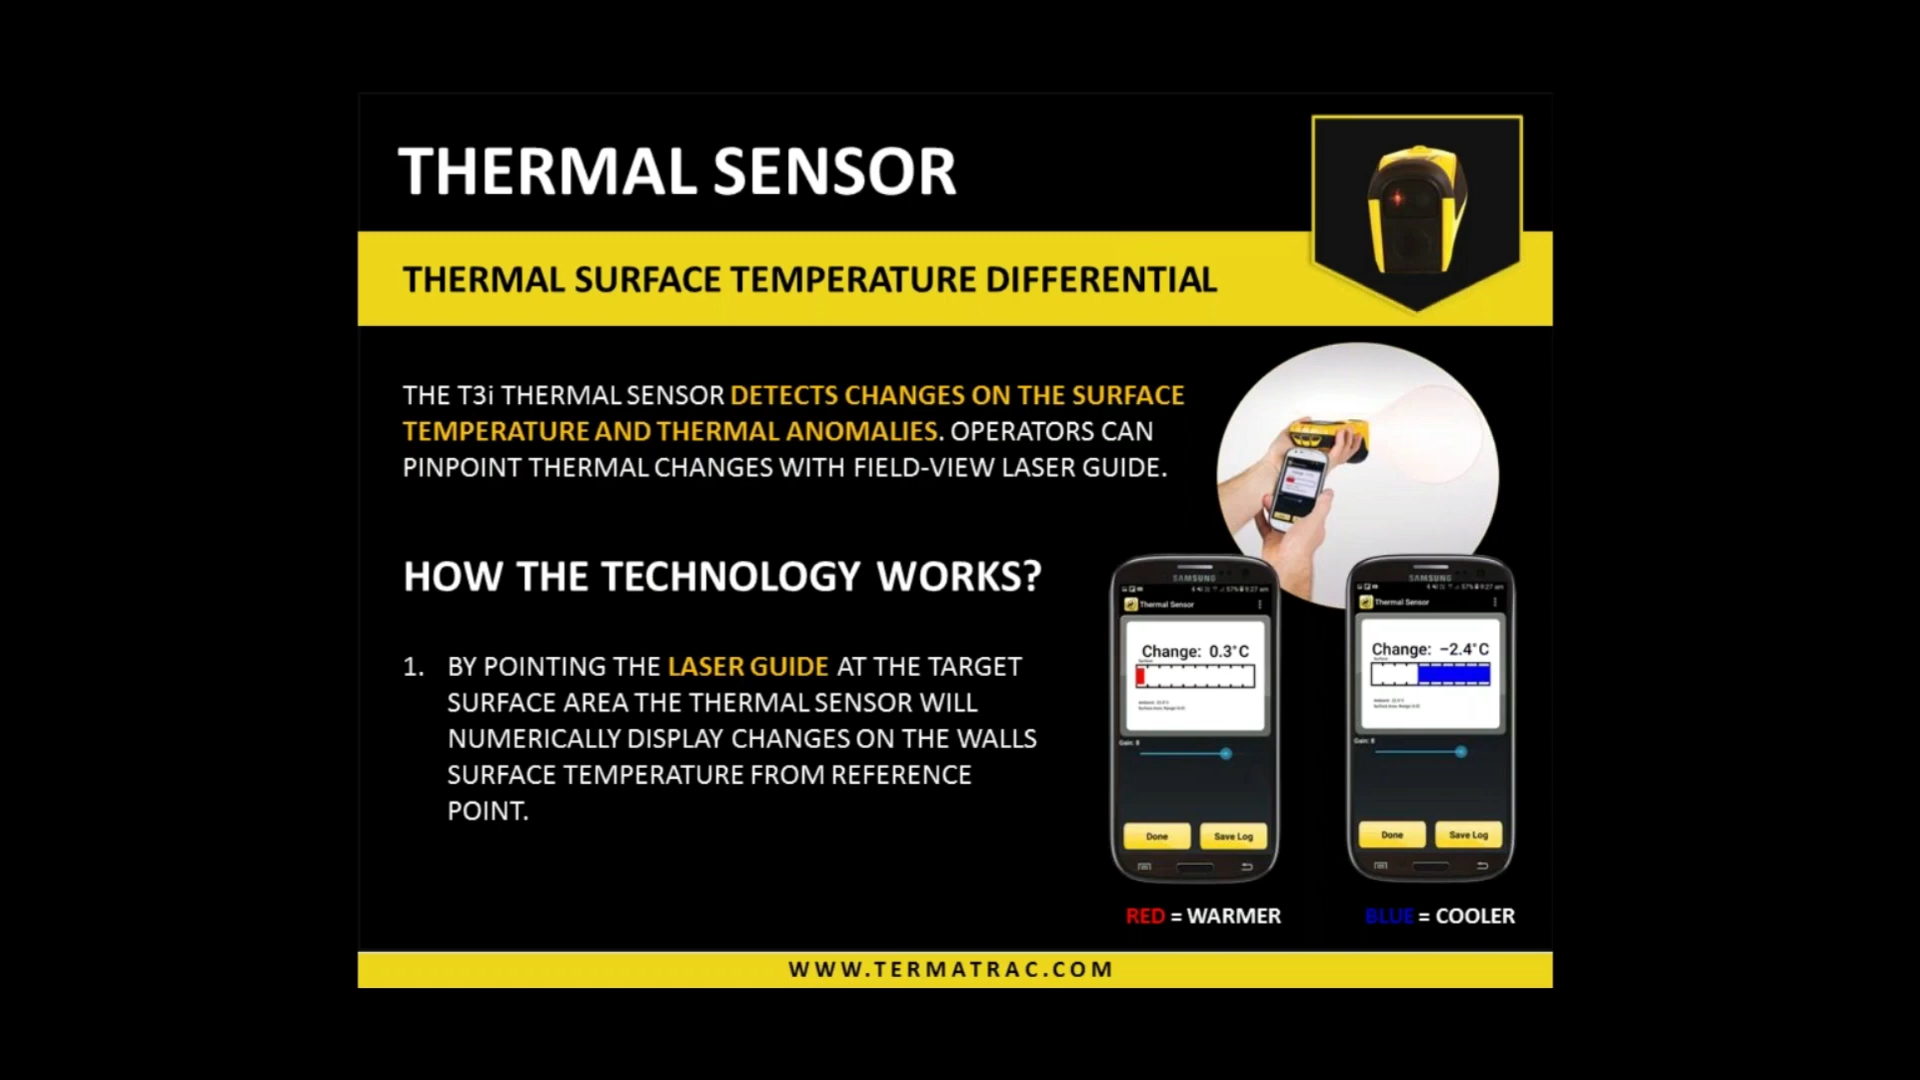 THERMAL SENSOR
THERMAL SURFACE TEMPERATURE DIFFERENTIAL
THE T3i THERMAL SENSOR DETECTS CHANGES ON THE SURFACE
TEMPERATURE AND THERMAL ANOMALIES. OPERATORS CAN
PINPOINT THERMAL CHANGES WITH FIELD-VIEW LASER GUIDE.
HOW THE TECHNOLOGY WORKS?
1. BY POINTING THE LASER GUIDE AT THE TARGET
SURFACE AREA THE THERMAL SENSOR WILL
NUMERICALLY DISPLAY CHANGES ON THE WALLS
SURFACE TEMPERATURE FROM REFERENCE
POINT.
SAMSUNG
Thermal Sensor
Change: 0.3°C
Gain: 8
Done Save Log
RED = WARMER
SAMSUNG
Thermal Sensor
Change: -2.4°C
Gain: 8
Done Save Log
BLUE = COOLER
WWW.TERMATRAC.COM